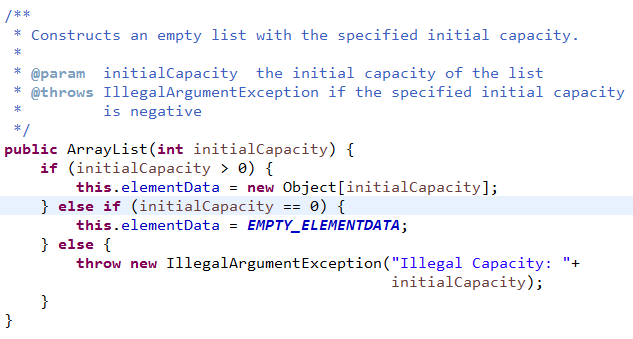 /**
 * Constructs an empty list with the specified initial capacity.
 *
 * @param  initialCapacity  the initial capacity of the list
 * @throws IllegalArgumentException if the specified initial capacity
 *         is negative
 */
public ArrayList(int initialCapacity) {
    if (initialCapacity > 0) {
        this.elementData = new Object[initialCapacity];
    } else if (initialCapacity == 0) {
        this.elementData = EMPTY_ELEMENTDATA;
    } else {
        throw new IllegalArgumentException("Illegal Capacity: "+
                                           initialCapacity);
    }
}